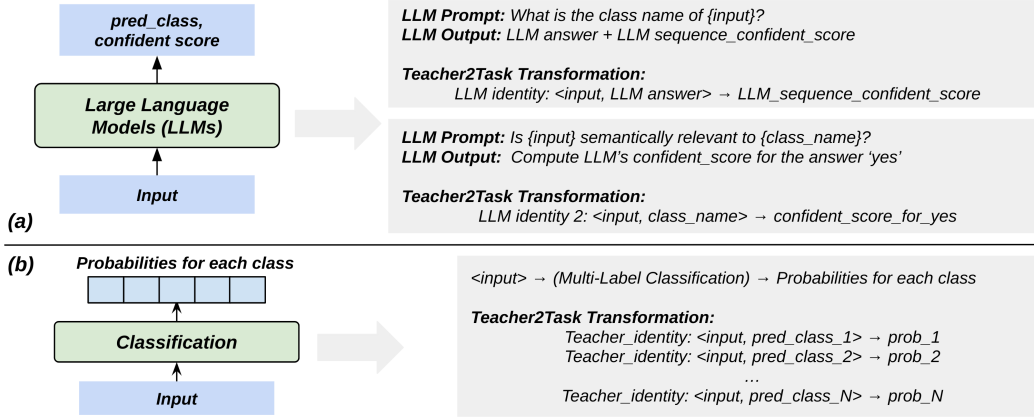 pred_class,
confident score
Large Language
Models (LLMs)
Input
(a)
LLM Prompt: What is the class name of {input}?
LLM Output: LLM answer + LLM sequence_confident_score
Teacher2Task Transformation:
LLM identity: <input, LLM answer> → LLM_sequence_confident_score
LLM Prompt: Is {input} semantically relevant to {class_name}?
LLM Output: Compute LLM's confident_score for the answer 'yes'
Teacher2Task Transformation:
LLM identity 2: <input, class_name> → confident_score_for_yes
(b)
Probabilities for each class
Classification
Input
<input> → (Multi-Label Classification) → Probabilities for each class
Teacher2Task Transformation:
Teacher_identity: <input, pred_class_1> → prob_1
Teacher_identity: <input, pred_class_2> → prob_2
…
Teacher_identity: <input, pred_class_N> → prob_N